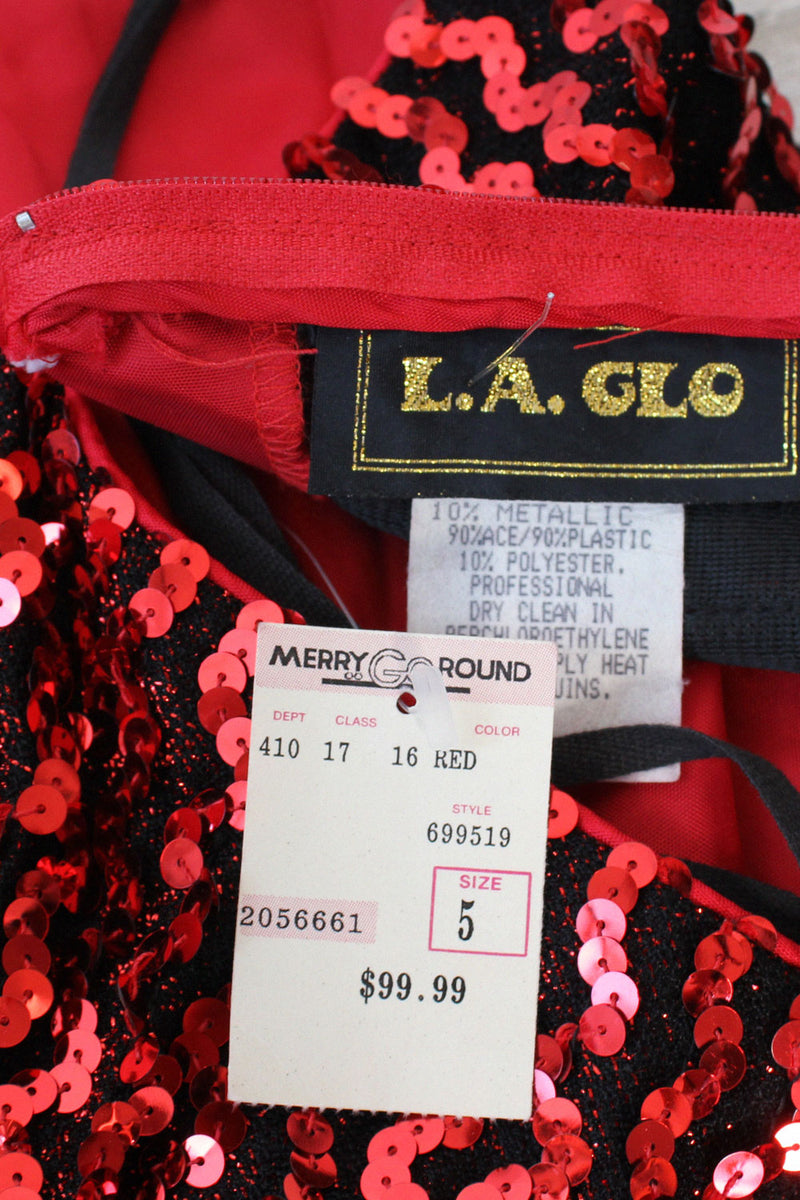 L.A. GLO
10% METALLIC
90%ACE/90%PLASTIC
10% POLYESTER.
PROFESSIONAL
DRY CLEAN IN
PERCHLOROETHYLENE
PLY HEAT
UINS.
MERRY GO ROUND
DEPT CLASS COLOR
410 17 16 RED
STYLE
699519
SIZE
5
2056661
$99.99